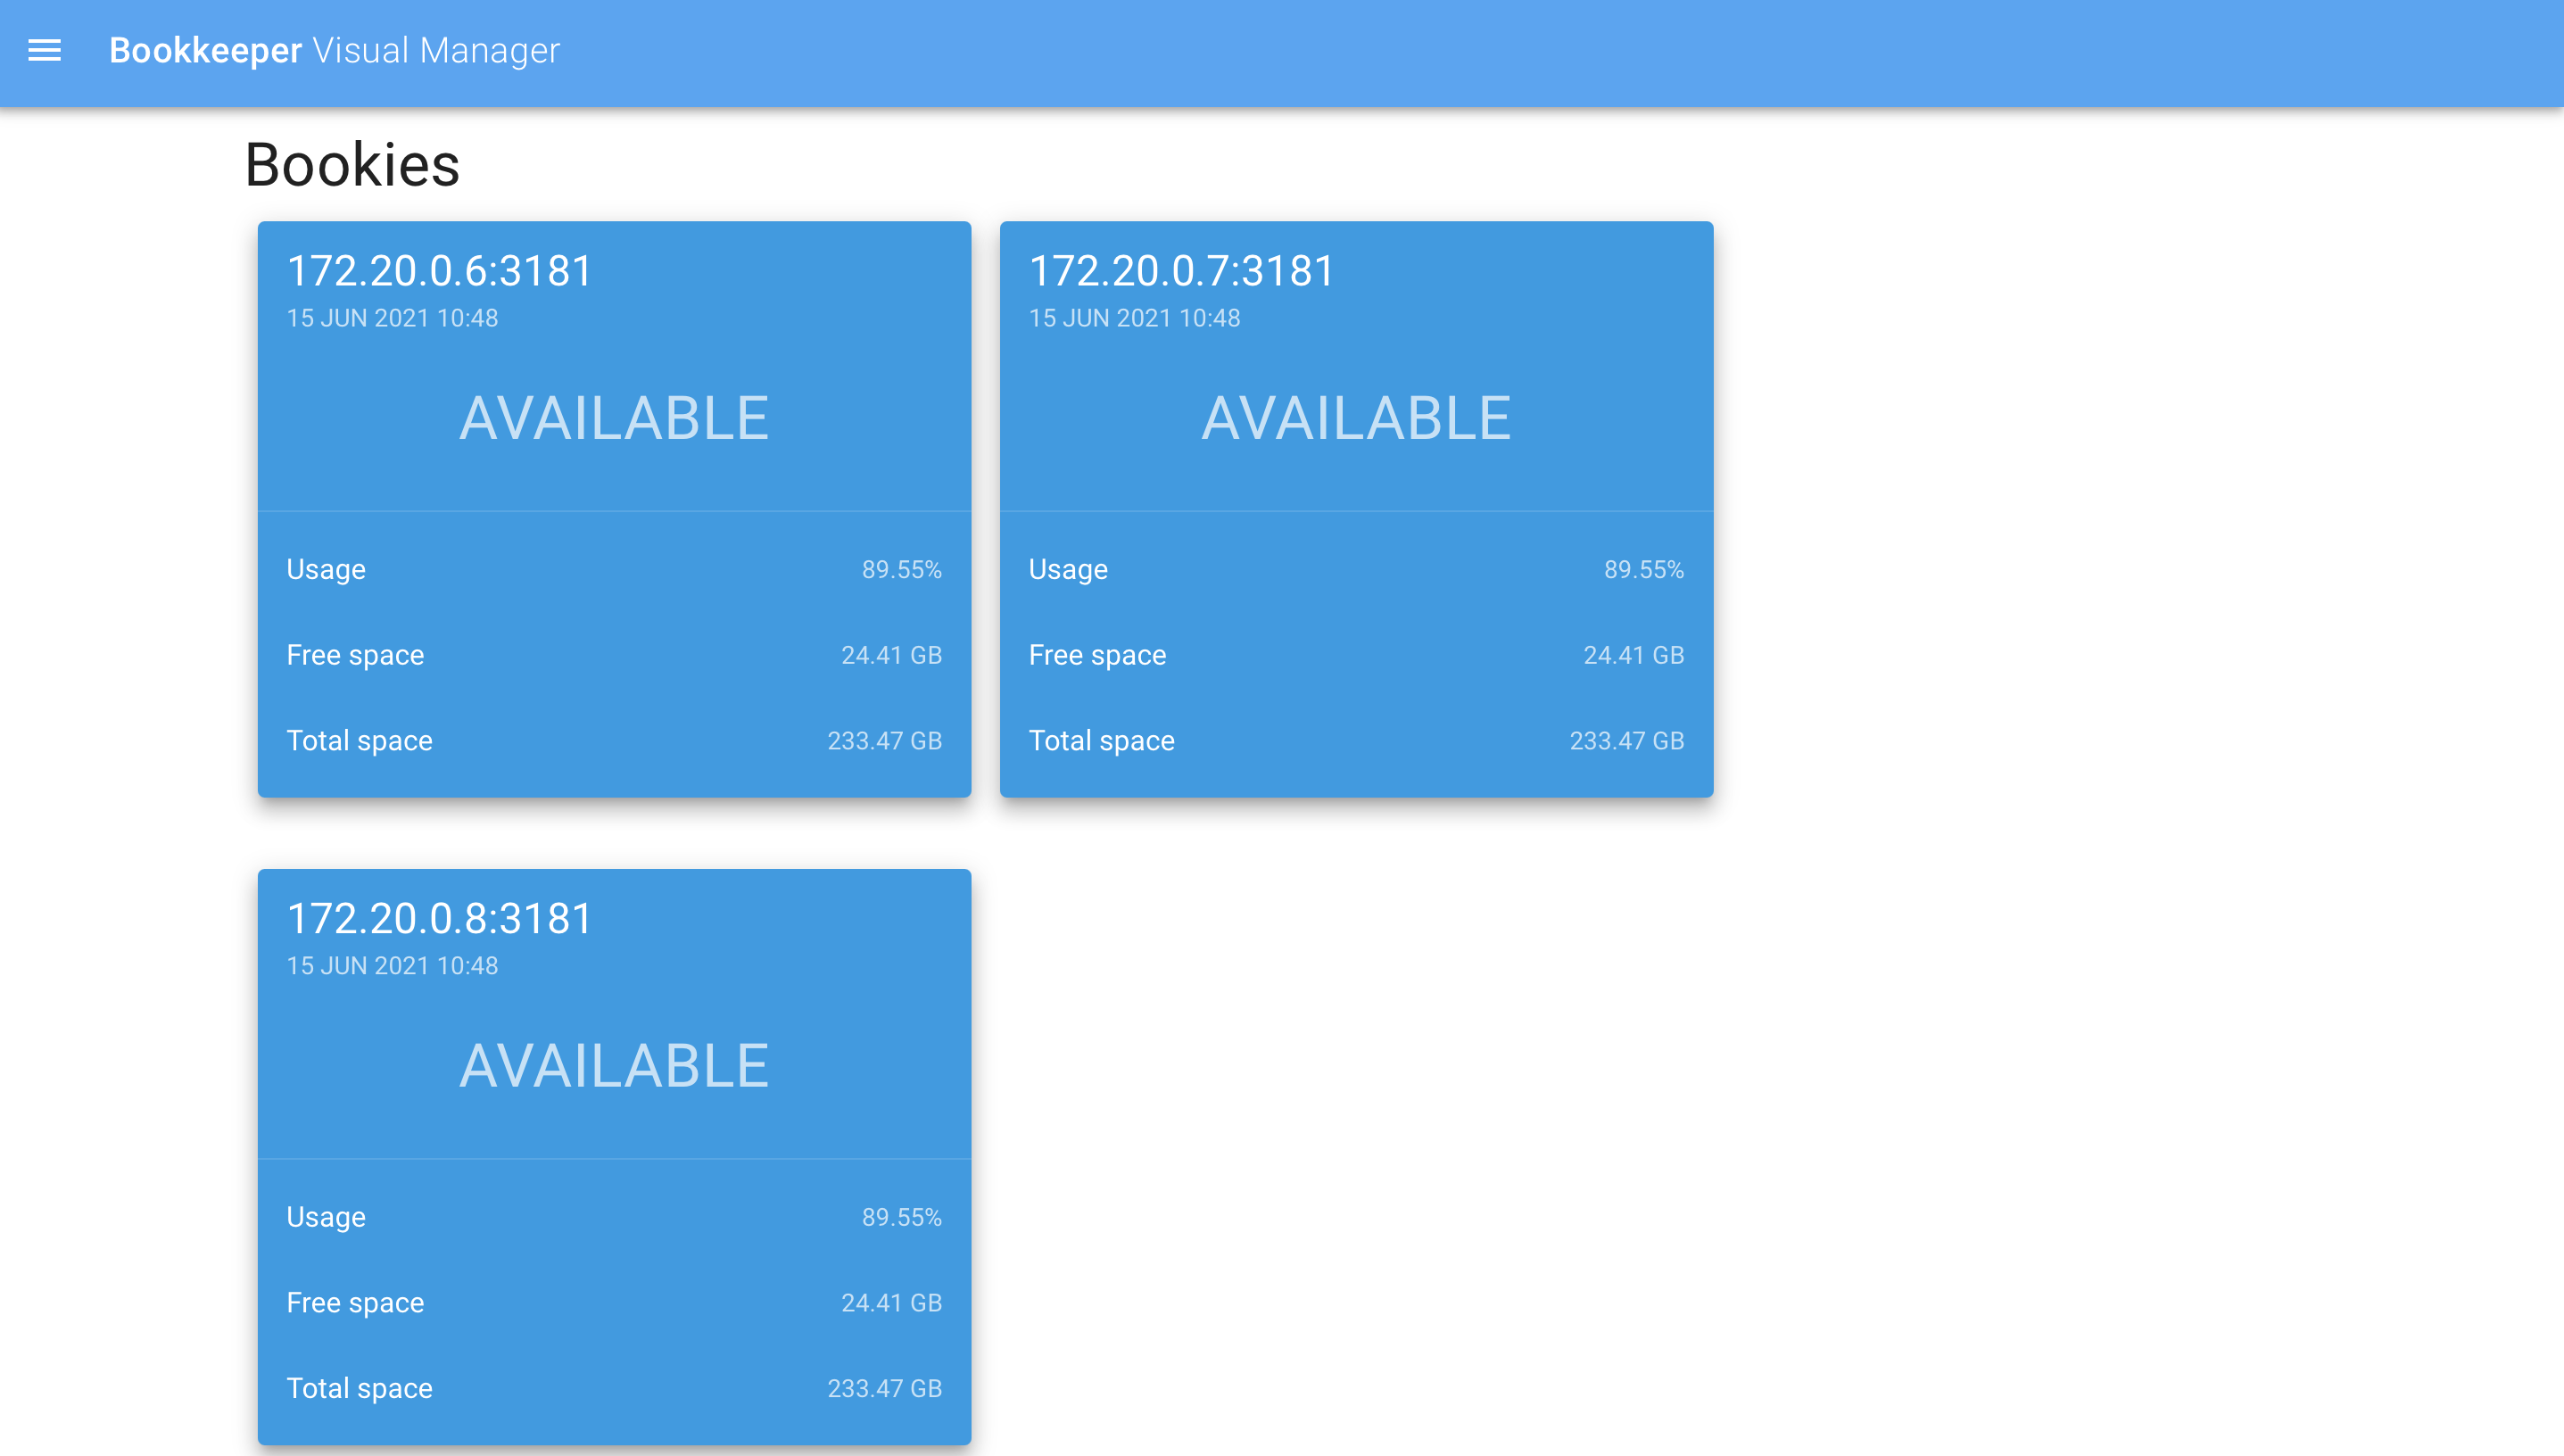 Bookkeeper Visual Manager
Bookies
172.20.0.6:3181
15 JUN 2021 10:48
AVAILABLE
Usage 89.55%
Free space 24.41 GB
Total space 233.47 GB
172.20.0.7:3181
15 JUN 2021 10:48
AVAILABLE
Usage 89.55%
Free space 24.41 GB
Total space 233.47 GB
172.20.0.8:3181
15 JUN 2021 10:48
AVAILABLE
Usage 89.55%
Free space 24.41 GB
Total space 233.47 GB